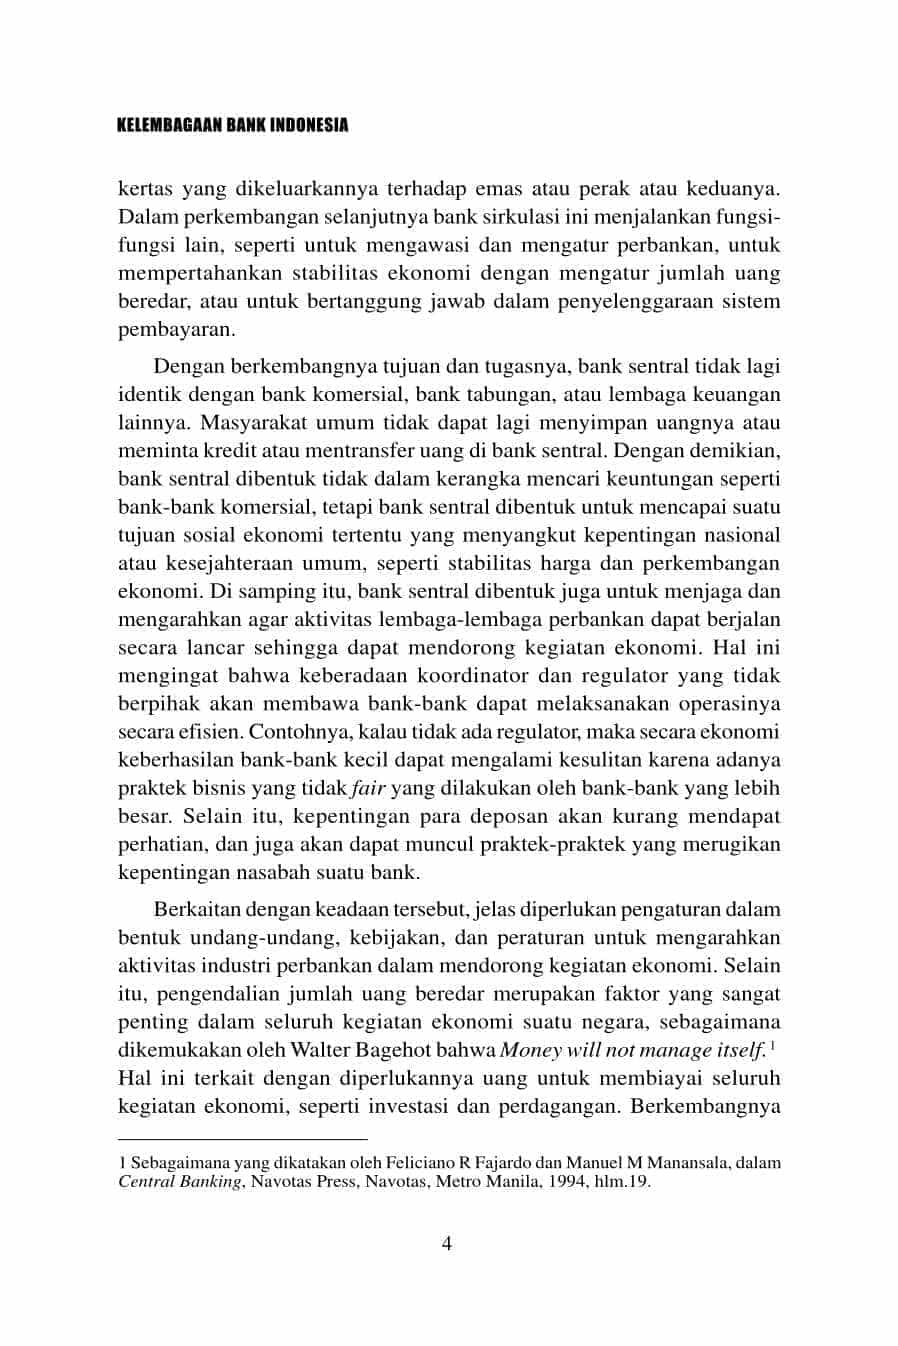 KELEMBAGAAN BANK INDONESIA
kertas yang dikeluarkannya terhadap emas atau perak atau keduanya.
Dalam perkembangan selanjutnya bank sirkulasi ini menjalankan fungsi-
fungsi lain, seperti untuk mengawasi dan mengatur perbankan, untuk
mempertahankan stabilitas ekonomi dengan mengatur jumlah uang
beredar, atau untuk bertanggung jawab dalam penyelenggaraan sistem
pembayaran.
Dengan berkembangnya tujuan dan tugasnya, bank sentral tidak lagi
identik dengan bank komersial, bank tabungan, atau lembaga keuangan
lainnya. Masyarakat umum tidak dapat lagi menyimpan uangnya atau
meminta kredit atau mentransfer uang di bank sentral. Dengan demikian,
bank sentral dibentuk tidak dalam kerangka mencari keuntungan seperti
bank-bank komersial, tetapi bank sentral dibentuk untuk mencapai suatu
tujuan sosial ekonomi tertentu yang menyangkut kepentingan nasional
atau kesejahteraan umum, seperti stabilitas harga dan perkembangan
ekonomi. Di samping itu, bank sentral dibentuk juga untuk menjaga dan
mengarahkan agar aktivitas lembaga-lembaga perbankan dapat berjalan
secara lancar sehingga dapat mendorong kegiatan ekonomi. Hal ini
mengingat bahwa keberadaan koordinator dan regulator yang tidak
berpihak akan membawa bank-bank dapat melaksanakan operasinya
secara efisien. Contohnya, kalau tidak ada regulator, maka secara ekonomi
keberhasilan bank-bank kecil dapat mengalami kesulitan karena adanya
praktek bisnis yang tidak fair yang dilakukan oleh bank-bank yang lebih
besar. Selain itu, kepentingan para deposan akan kurang mendapat
perhatian, dan juga akan dapat muncul praktek-praktek yang merugikan
kepentingan nasabah suatu bank.
Berkaitan dengan keadaan tersebut, jelas diperlukan pengaturan dalam
bentuk undang-undang, kebijakan, dan peraturan untuk mengarahkan
aktivitas industri perbankan dalam mendorong kegiatan ekonomi. Selain
itu, pengendalian jumlah uang beredar merupakan faktor yang sangat
penting dalam seluruh kegiatan ekonomi suatu negara, sebagaimana
dikemukakan oleh Walter Bagehot bahwa Money will not manage itself. 1
Hal ini terkait dengan diperlukannya uang untuk membiayai seluruh
kegiatan ekonomi, seperti investasi dan perdagangan. Berkembangnya
1 Sebagaimana yang dikatakan oleh Feliciano R Fajardo dan Manuel M Manansala, dalam
Central Banking, Navotas Press, Navotas, Metro Manila, 1994, hlm.19.
4